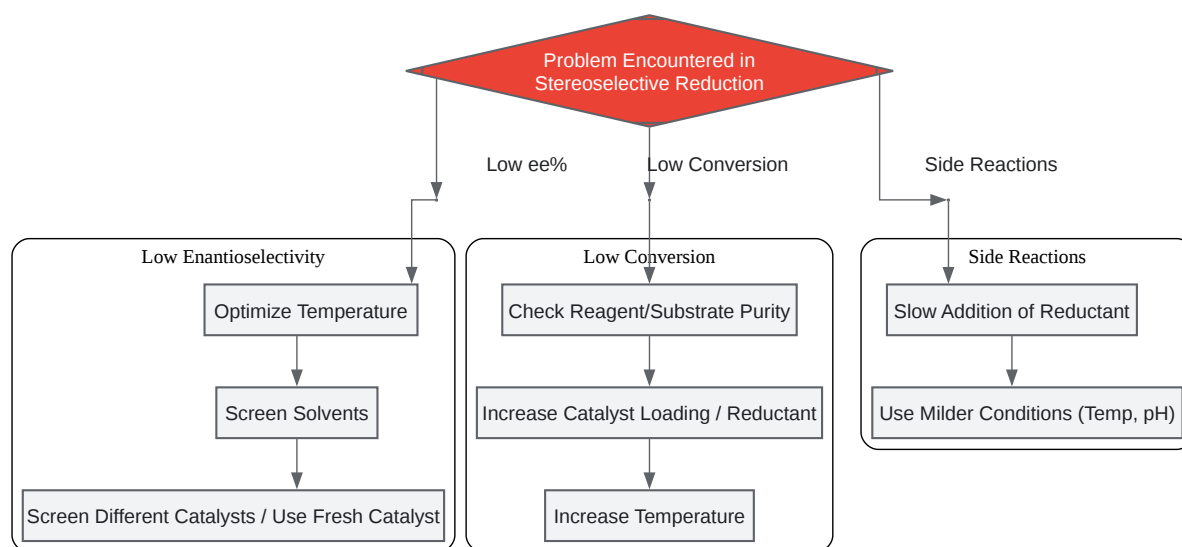 Problem Encountered in
Stereoselective Reduction
Low ee%
Low Conversion
Side Reactions
Low Enantioselectivity
Optimize Temperature
Screen Solvents
Screen Different Catalysts / Use Fresh Catalyst
Low Conversion
Check Reagent/Substrate Purity
Increase Catalyst Loading / Reductant
Increase Temperature
Side Reactions
Slow Addition of Reductant
Use Milder Conditions (Temp, pH)